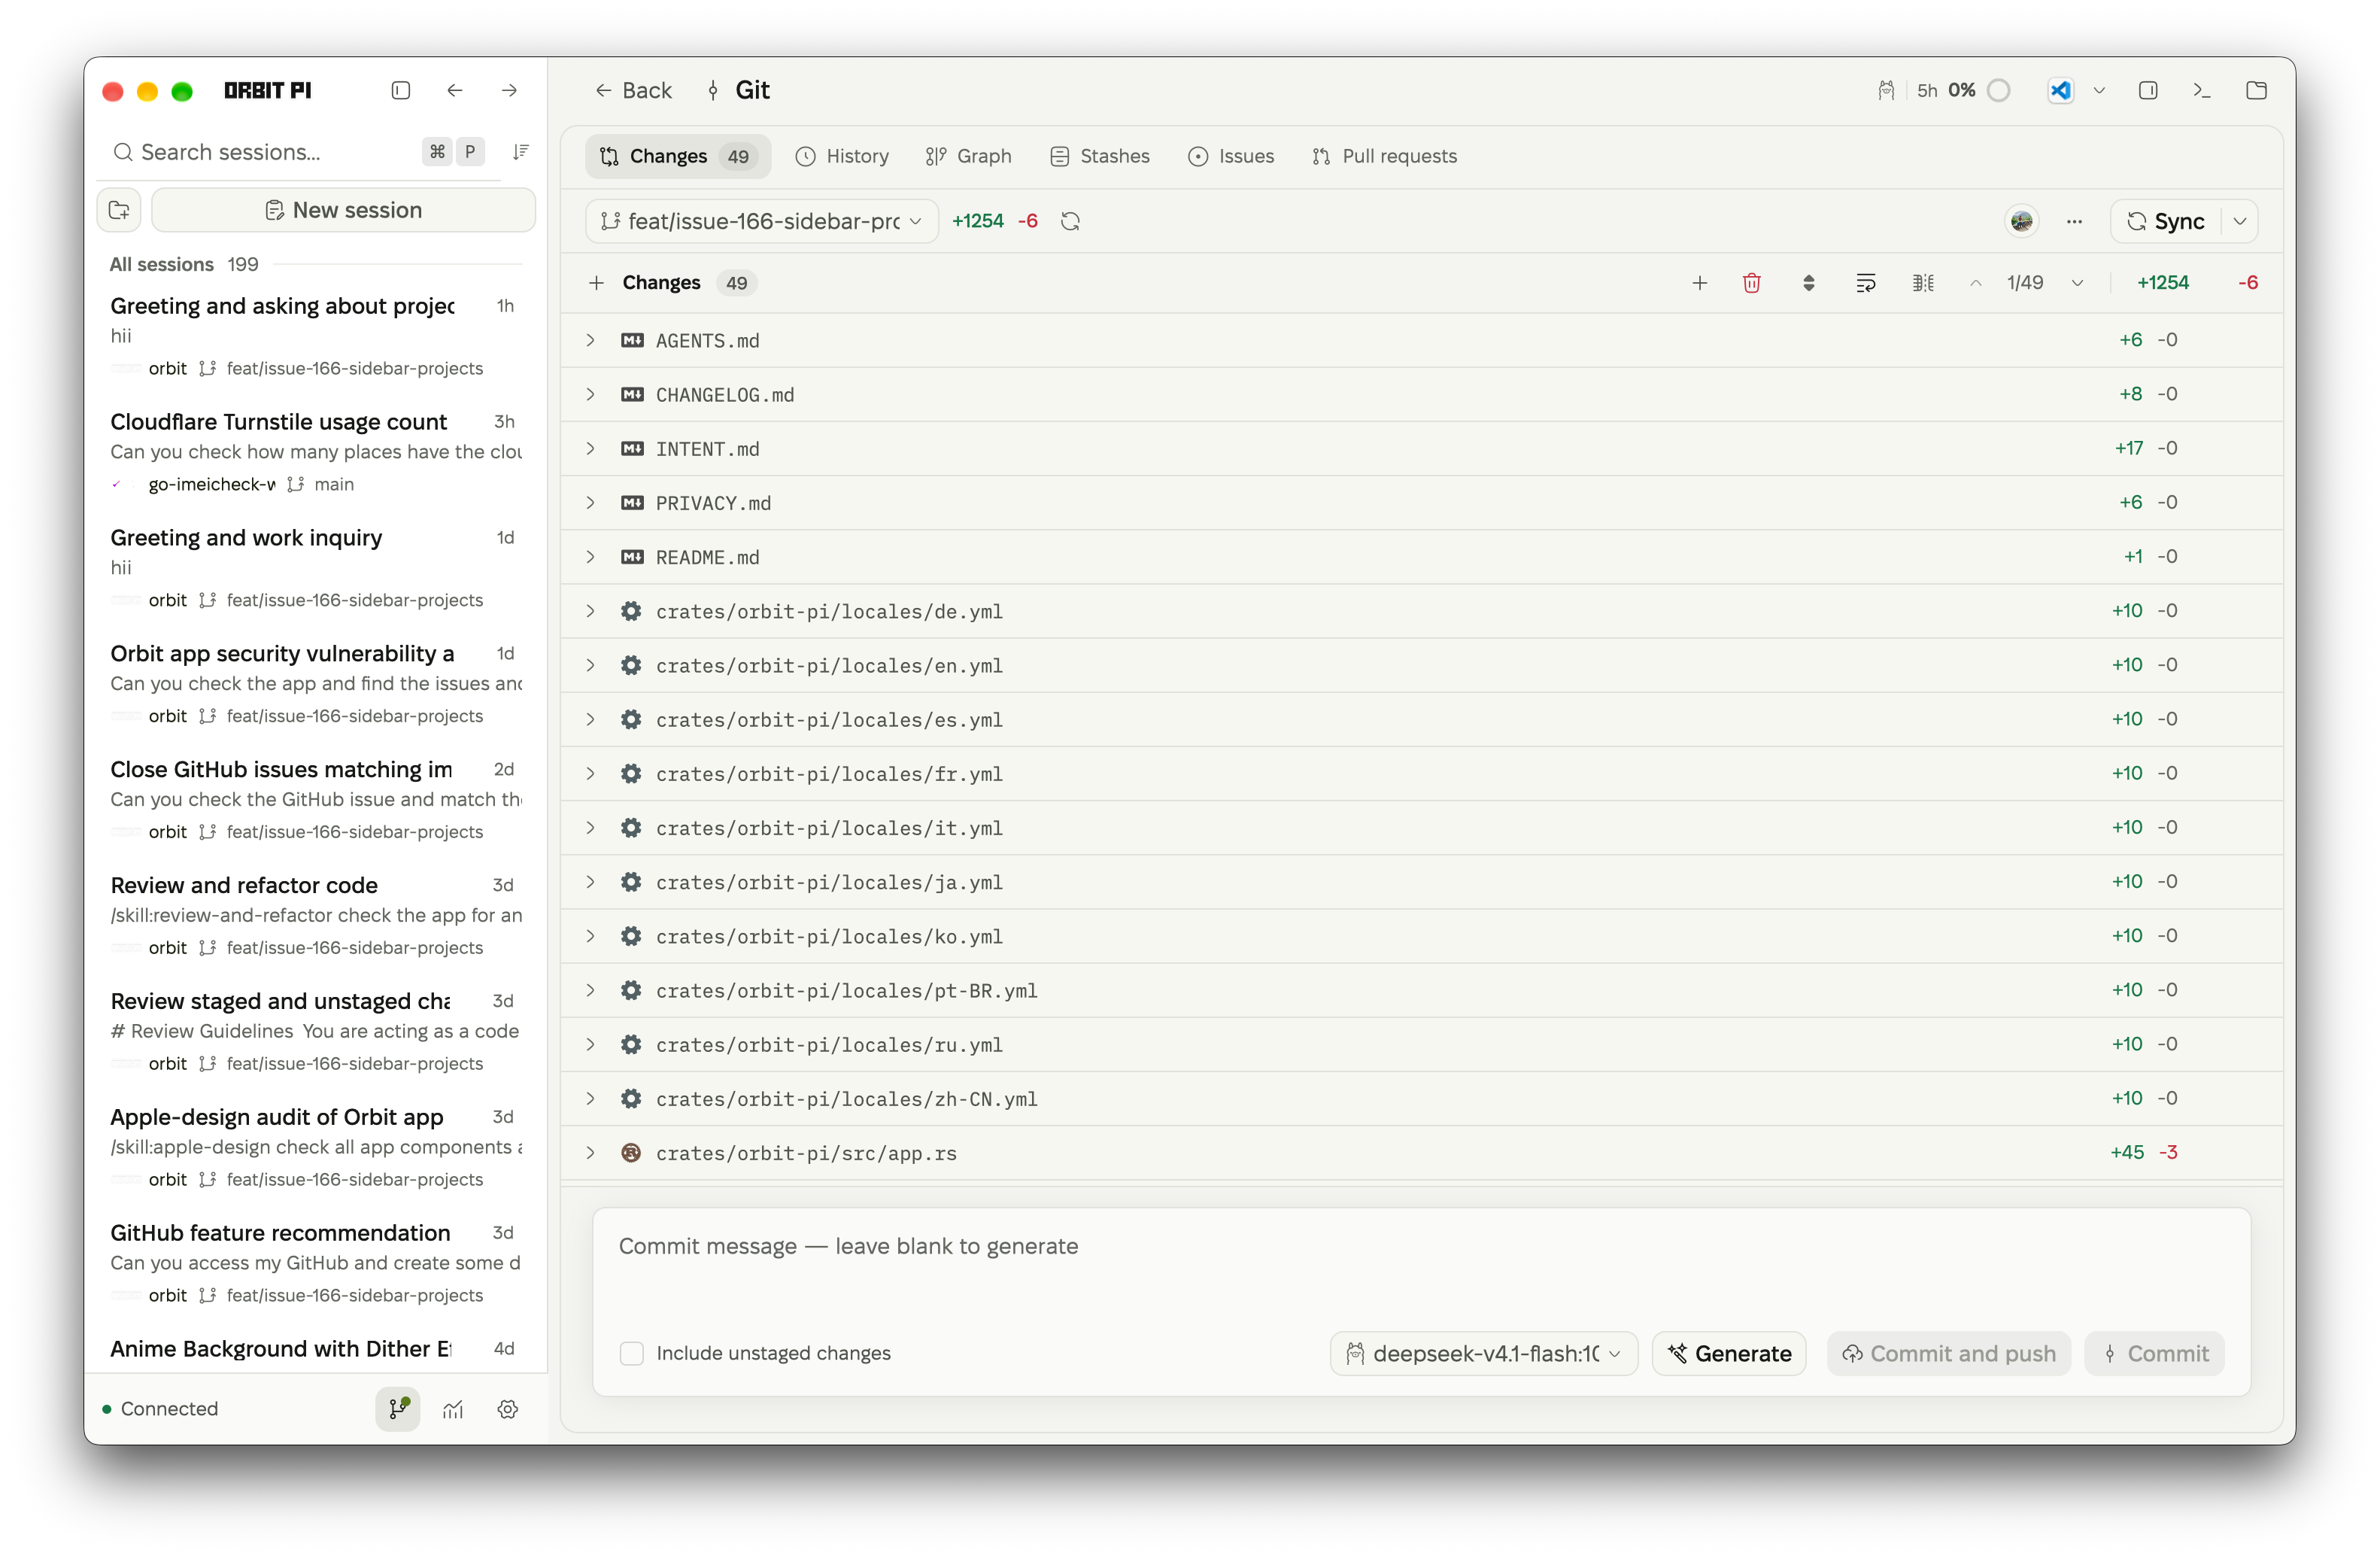 ORBIT PI
Search sessions...
⌘ P
New session
All sessions 199
Greeting and asking about projec 1h
hii
orbit feat/issue-166-sidebar-projects
Cloudflare Turnstile usage count 3h
Can you check how many places have the clou
go-imeicheck-w main
Greeting and work inquiry 1d
hii
orbit feat/issue-166-sidebar-projects
Orbit app security vulnerability a 1d
Can you check the app and find the issues and
orbit feat/issue-166-sidebar-projects
Close GitHub issues matching im 2d
Can you check the GitHub issue and match the
orbit feat/issue-166-sidebar-projects
Review and refactor code 3d
/skill:review-and-refactor check the app for an
orbit feat/issue-166-sidebar-projects
Review staged and unstaged cha 3d
# Review Guidelines You are acting as a code
orbit feat/issue-166-sidebar-projects
Apple-design audit of Orbit app 3d
/skill:apple-design check all app components a
orbit feat/issue-166-sidebar-projects
GitHub feature recommendation 3d
Can you access my GitHub and create some d
orbit feat/issue-166-sidebar-projects
Anime Background with Dither Ef 4d
Connected
Back Git
5h 0%
Changes 49 History Graph Stashes Issues Pull requests
feat/issue-166-sidebar-pro +1254 -6
Sync
Changes 49
1/49 +1254 -6
AGENTS.md +6 -0
CHANGELOG.md +8 -0
INTENT.md +17 -0
PRIVACY.md +6 -0
README.md +1 -0
crates/orbit-pi/locales/de.yml +10 -0
crates/orbit-pi/locales/en.yml +10 -0
crates/orbit-pi/locales/es.yml +10 -0
crates/orbit-pi/locales/fr.yml +10 -0
crates/orbit-pi/locales/it.yml +10 -0
crates/orbit-pi/locales/ja.yml +10 -0
crates/orbit-pi/locales/ko.yml +10 -0
crates/orbit-pi/locales/pt-BR.yml +10 -0
crates/orbit-pi/locales/ru.yml +10 -0
crates/orbit-pi/locales/zh-CN.yml +10 -0
crates/orbit-pi/src/app.rs +45 -3
Commit message — leave blank to generate
Include unstaged changes
deepseek-v4.1-flash:1 Generate Commit and push Commit